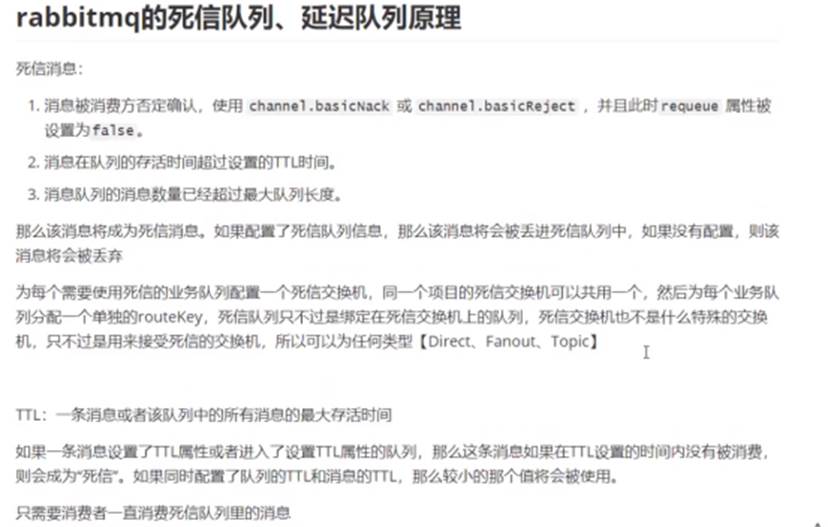 rabbitmq的死信队列、延迟队列原理
死信消息：
1. 消息被消费方否定确认，使用 channel.basicNack 或 channel.basicReject ，并且此时requeue 属性被
设置为false。
2. 消息在队列的存活时间超过设置的TTL时间。
3. 消息队列的消息数量已经超过最大队列长度。
那么该消息将成为死信消息。如果配置了死信队列信息，那么该消息将会被丢进死信队列中，如果没有配置，则该
消息将会被丢弃
为每个需要使用死信的业务队列配置一个死信交换机，同一个项目的死信交换机可以共用一个，然后为每个业务队
列分配一个单独的routeKey，死信队列只不过是绑定在死信交换机上的队列，死信交换机也不是什么特殊的交换
机，只不过是用来接受死信的交换机，所以可以为任何类型【Direct、Fanout、Topic】
TTL：一条消息或者该队列中的所有消息的最大存活时间
如果一条消息设置了TTL属性或者进入了设置TTL属性的队列，那么这条消息如果在TTL设置的时间内没有被消费，
则会成为“死信”。如果同时配置了队列的TTL和消息的TTL，那么较小的那个值将会被使用。
只需要消费者一直消费死信队列里的消息